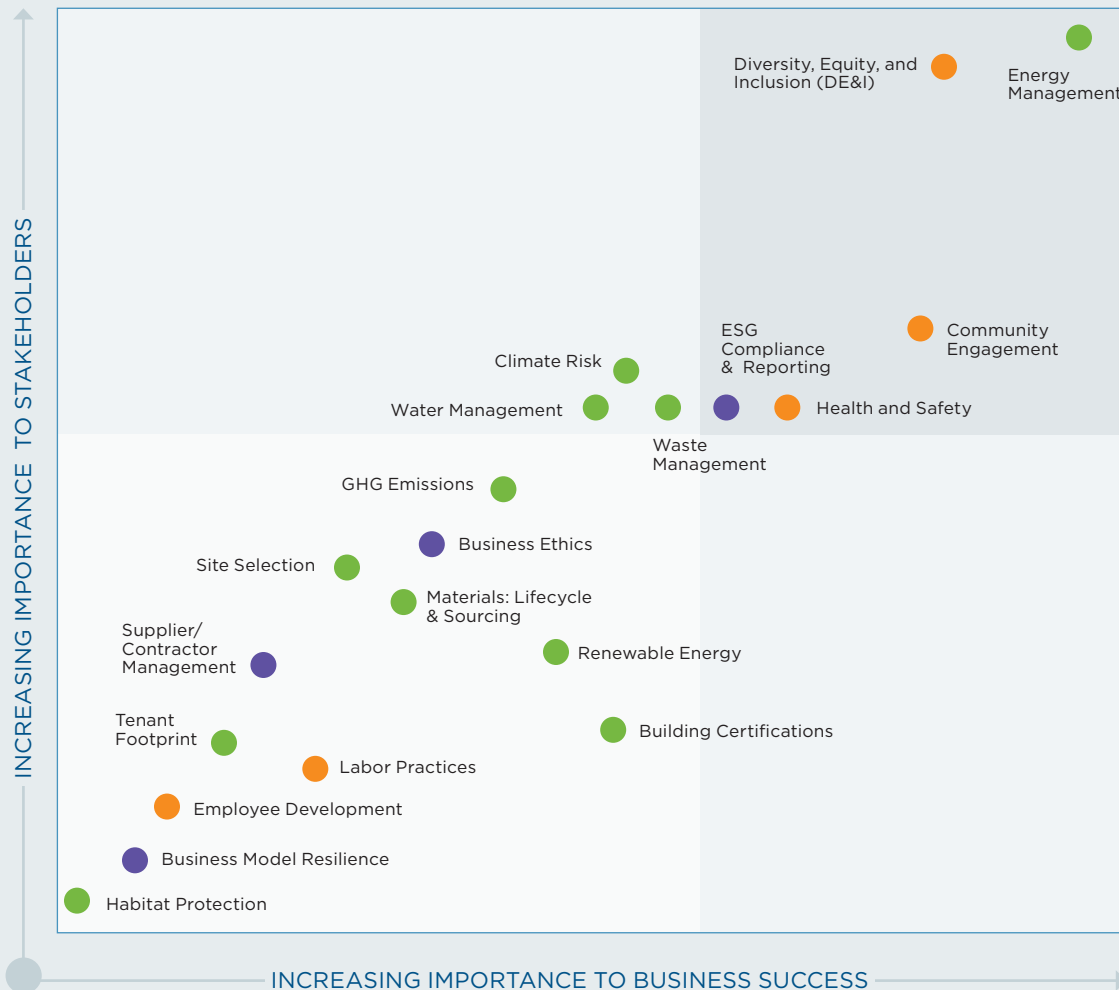 INCREASING IMPORTANCE TO STAKEHOLDERS
Diversity, Equity, and
Inclusion (DE&I)
Energy
Management
ESG
Compliance
& Reporting
Community
Engagement
Climate Risk
Water Management
Health and Safety
Waste
Management
GHG Emissions
Business Ethics
Site Selection
Materials: Lifecycle
& Sourcing
Supplier/
Contractor
Management
Renewable Energy
Tenant
Footprint
Building Certifications
Labor Practices
Employee Development
Business Model Resilience
Habitat Protection
INCREASING IMPORTANCE TO BUSINESS SUCCESS